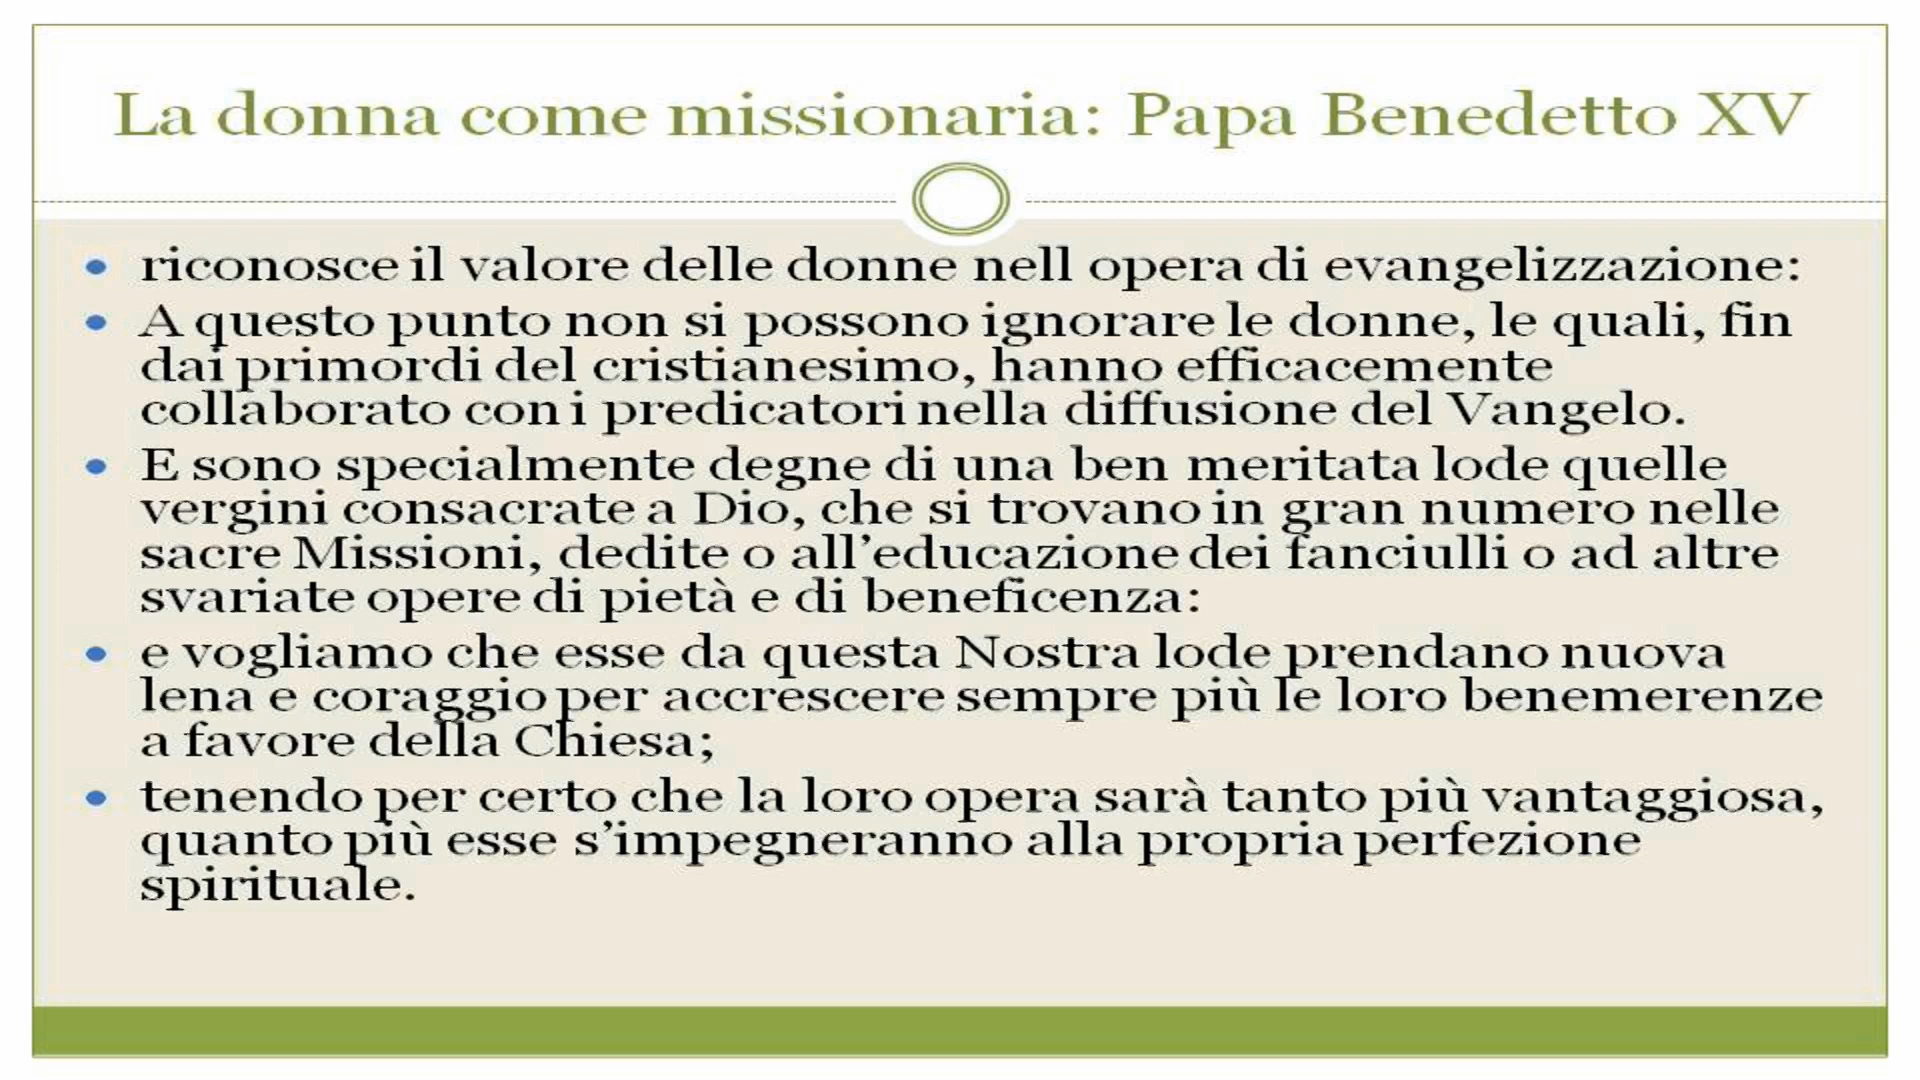 La donna come missionaria: Papa Benedetto XV
• riconosce il valore delle donne nell opera di evangelizzazione:
• A questo punto non si possono ignorare le donne, le quali, fin
dai primordi del cristianesimo, hanno efficacemente
collaborato con i predicatori nella diffusione del Vangelo.
• E sono specialmente degne di una ben meritata lode quelle
vergini consacrate a Dio, che si trovano in gran numero nelle
sacre Missioni, dedite o all’educazione dei fanciulli o ad altre
svariate opere di pietà e di beneficenza:
• e vogliamo che esse da questa Nostra lode prendano nuova
lena e coraggio per accrescere sempre più le loro benemerenze
a favore della Chiesa;
• tenendo per certo che la loro opera sarà tanto più vantaggiosa,
quanto più esse s’impegneranno alla propria perfezione
spirituale.